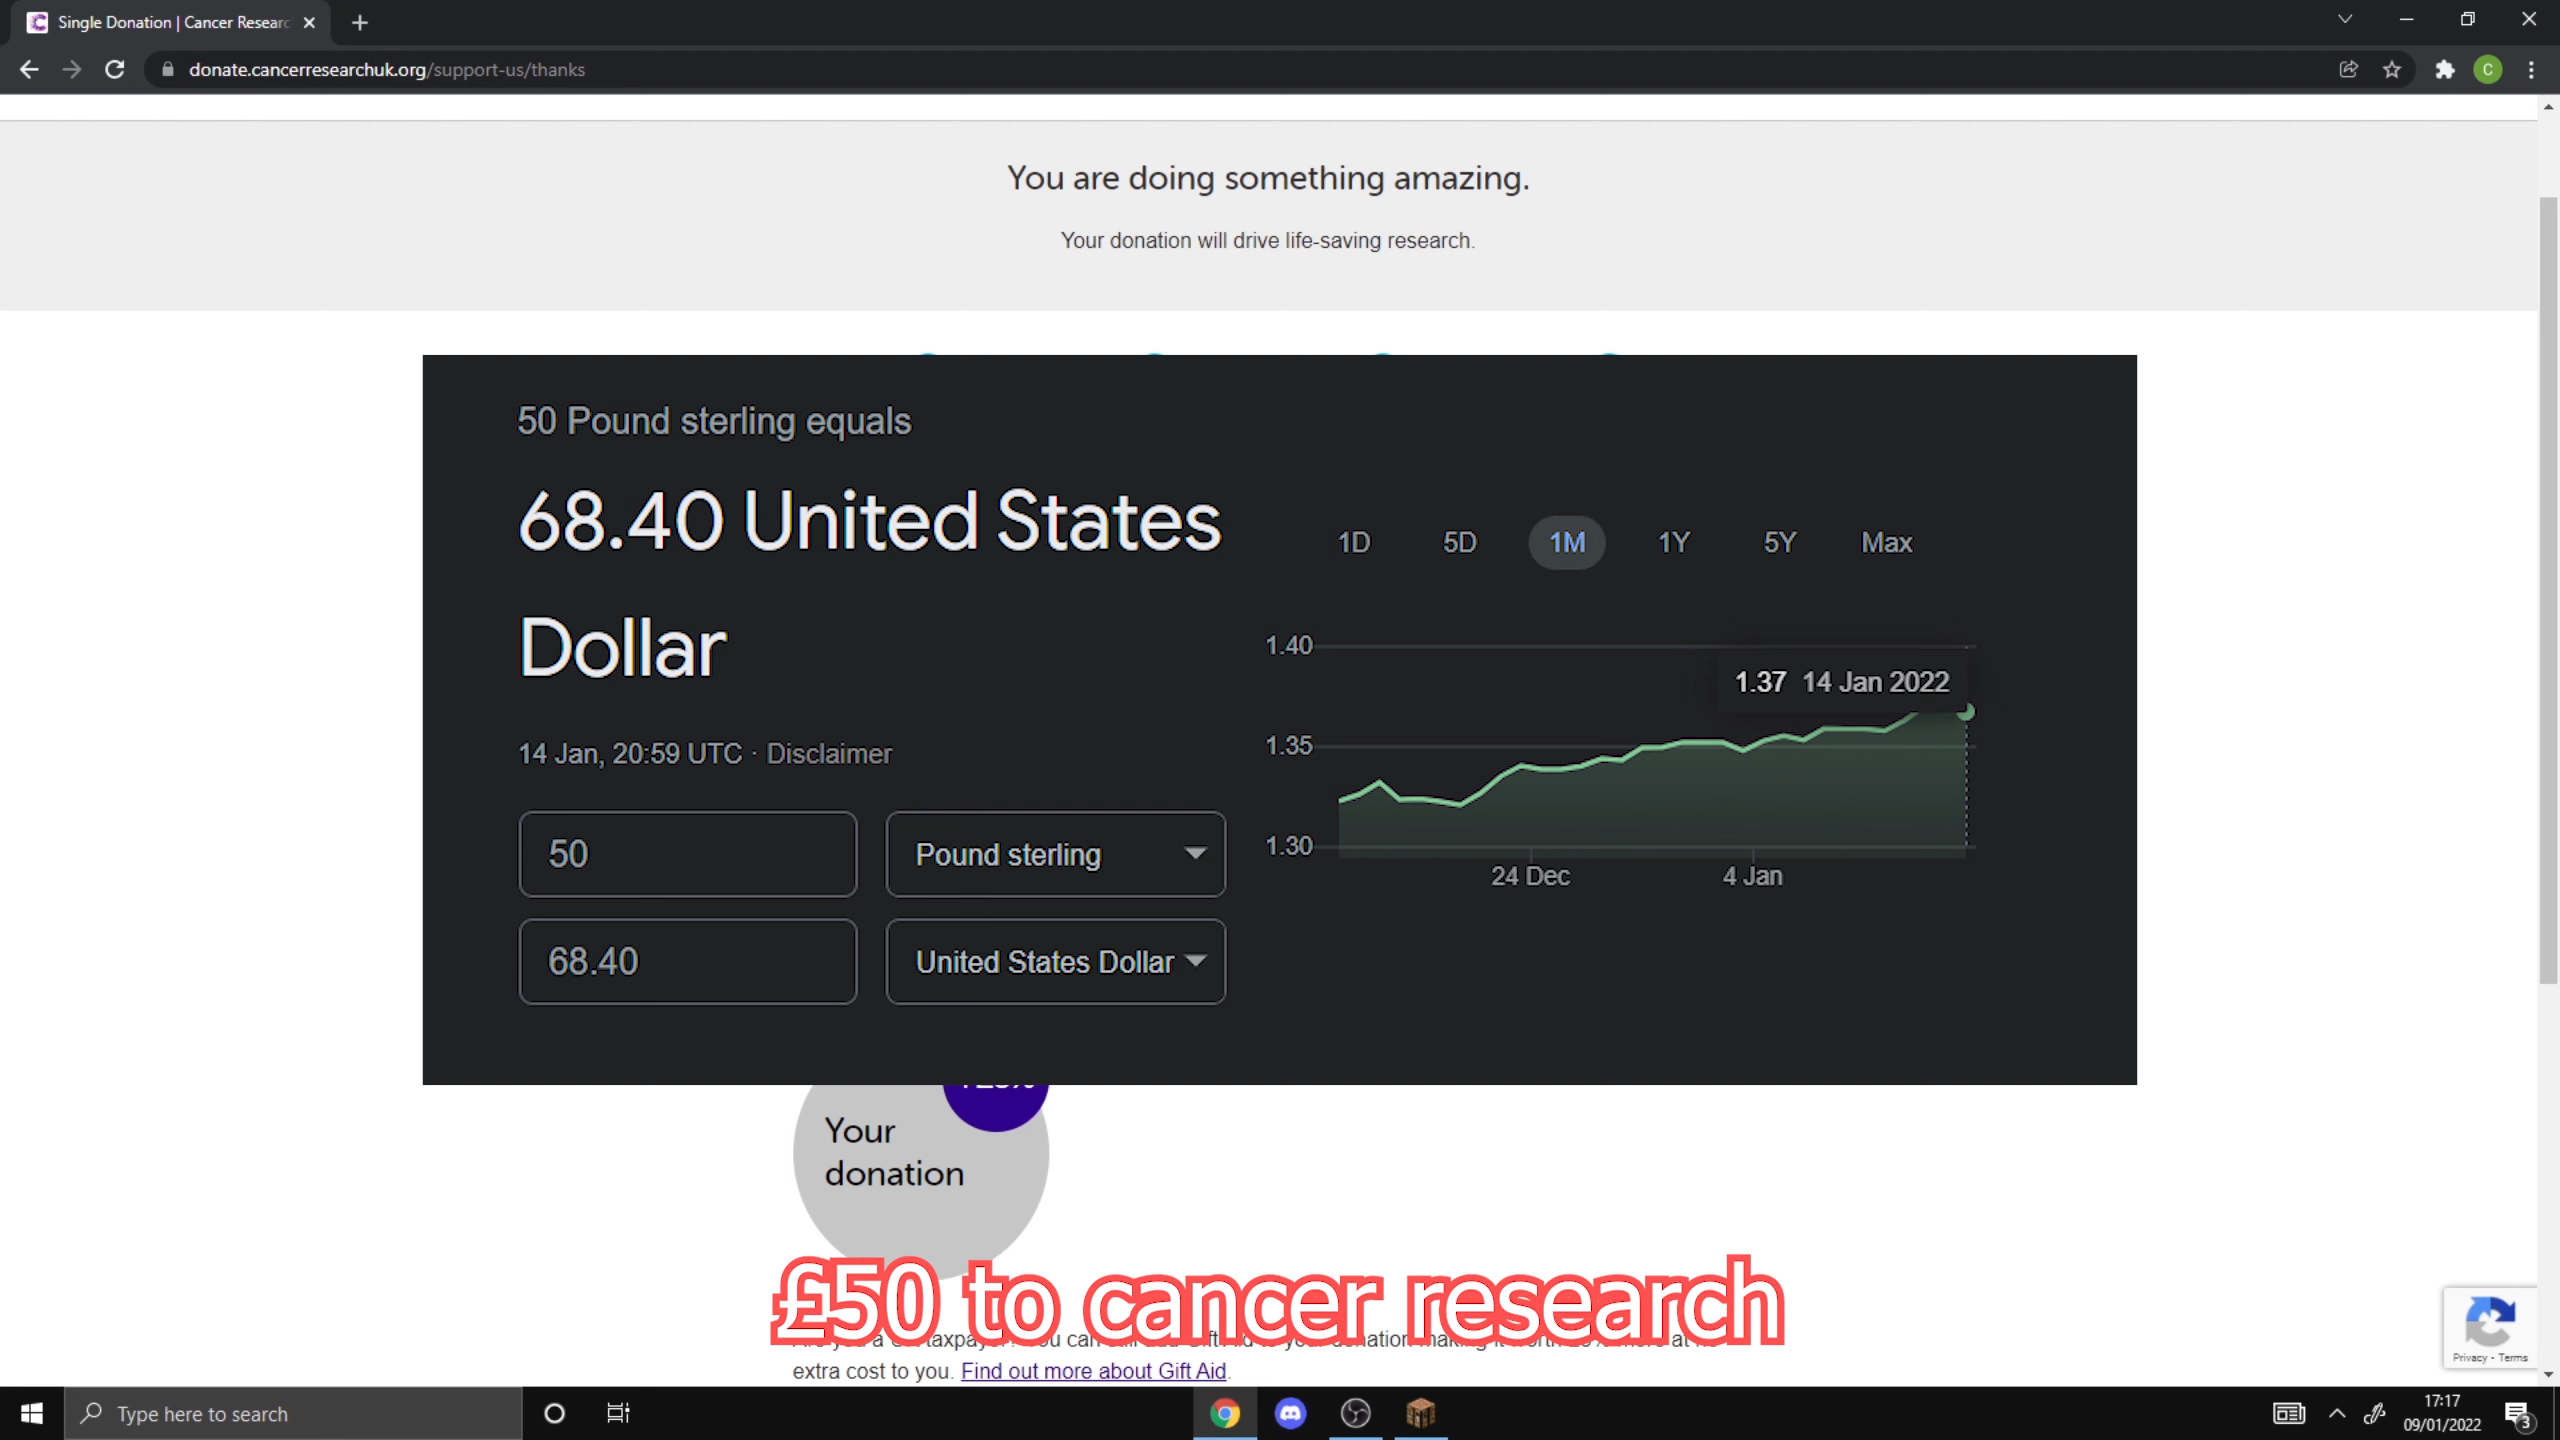 Single Donation | Cancer Researc
donate.cancerresearchuk.org/support-us/thanks
C
You are doing something amazing.
Your donation will drive life-saving research.
50 Pound sterling equals
68.40 United States
Dollar
14 Jan, 20:59 UTC · Disclaimer
50
Pound sterling
68.40
United States Dollar
1D 5D 1M 1Y 5Y Max
1.40
1.37 14 Jan 2022
1.35
1.30
24 Dec 4 Jan
Your
donation
£50 to cancer research
extra cost to you. Find out more about Gift Aid.
Privacy - Terms
Type here to search
17:17
09/01/2022
3